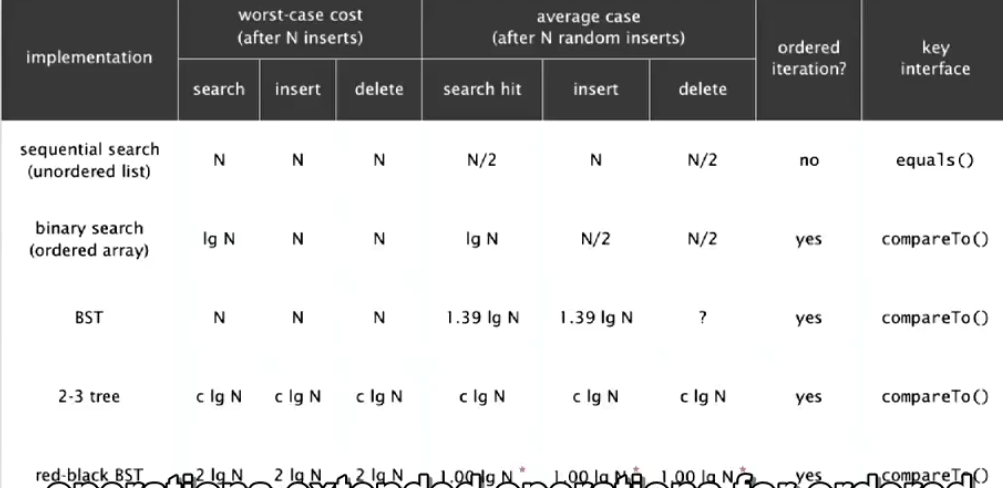 worst-case cost
(after N inserts)
average case
(after N random inserts)
implementation
ordered
iteration?
key
interface
search insert delete search hit insert delete
sequential search
(unordered list)
N N N N/2 N N/2 no equals()
binary search
(ordered array)
lg N N N lg N N/2 N/2 yes compareTo()
BST N N N 1.39 lg N 1.39 lg N ? yes compareTo()
2-3 tree c lg N c lg N c lg N c lg N c lg N c lg N yes compareTo()
red-black BST 2 lg N 2 lg N 2 lg N 1.00 lg N * 1.00 lg N * 1.00 lg N * yes compareTo()
operations extended operations for ordered